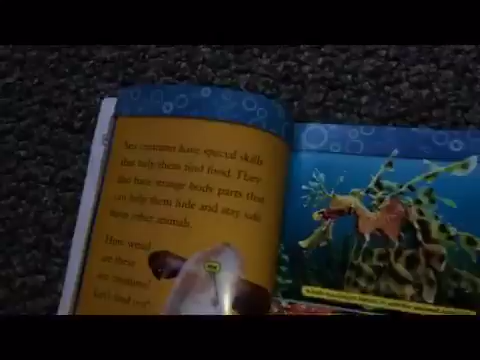 Sea creatures have special skills
that help them find food. They
also have strange body parts that
can help them hide and stay safe
from other animals.
How weird
are these
sea creatures?
Let's find out!